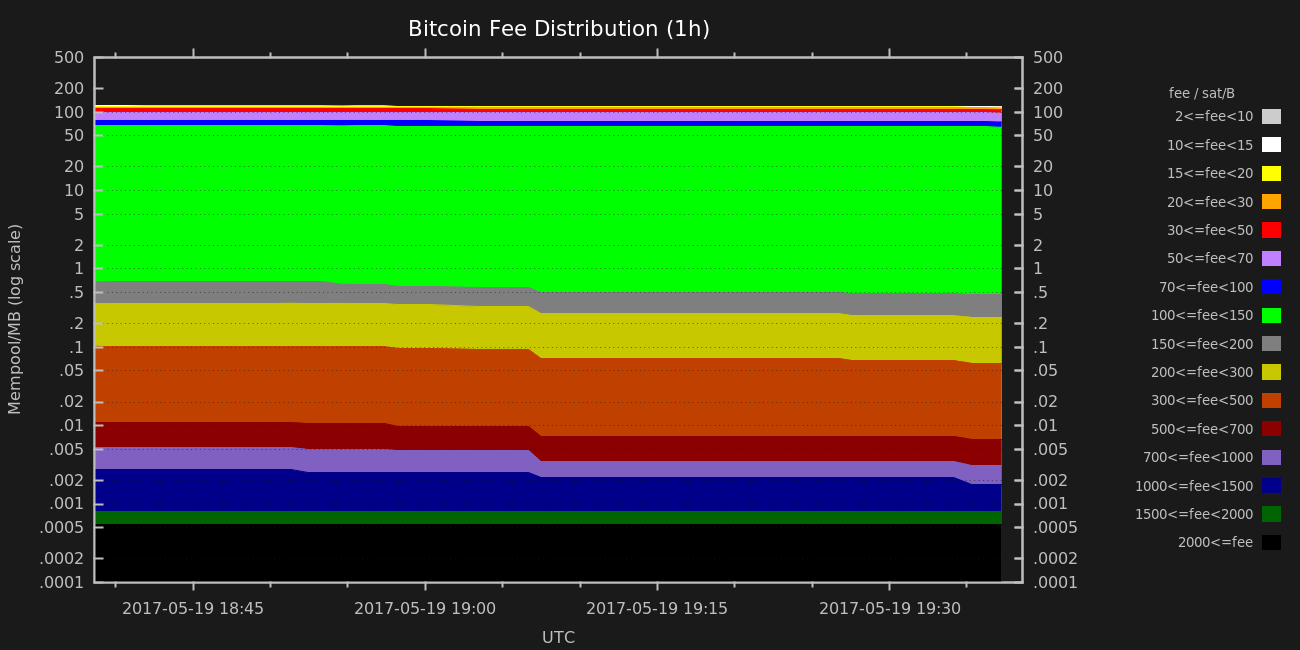 Bitcoin Fee Distribution (1h)
Mempool/MB (log scale)
500
200
100
50
20
10
5
2
1
.5
.2
.1
.05
.02
.01
.005
.002
.001
.0005
.0002
.0001
500
200
100
50
20
10
5
2
1
.5
.2
.1
.05
.02
.01
.005
.002
.001
.0005
.0002
.0001
2017-05-19 18:45 2017-05-19 19:00 2017-05-19 19:15 2017-05-19 19:30
UTC
fee / sat/B
2<=fee<10
10<=fee<15
15<=fee<20
20<=fee<30
30<=fee<50
50<=fee<70
70<=fee<100
100<=fee<150
150<=fee<200
200<=fee<300
300<=fee<500
500<=fee<700
700<=fee<1000
1000<=fee<1500
1500<=fee<2000
2000<=fee